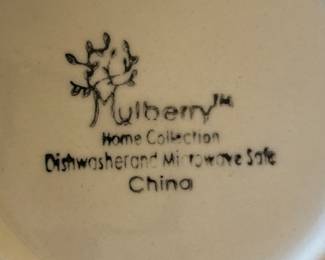 Mulberry™
Home Collection
Dishwasherand Microwave Safe
China